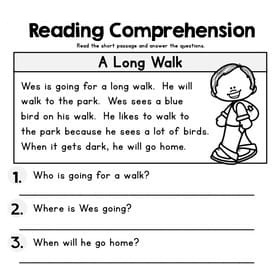 Reading Comprehension
Read the short passage and answer the questions.
A Long Walk
Wes is going for a long walk. He will
walk to the park. Wes sees a blue
bird on his walk. He likes to walk to
the park because he sees a lot of birds.
When it gets dark, he will go home.
1. Who is going for a walk?
2. Where is Wes going?
3. When will he go home?